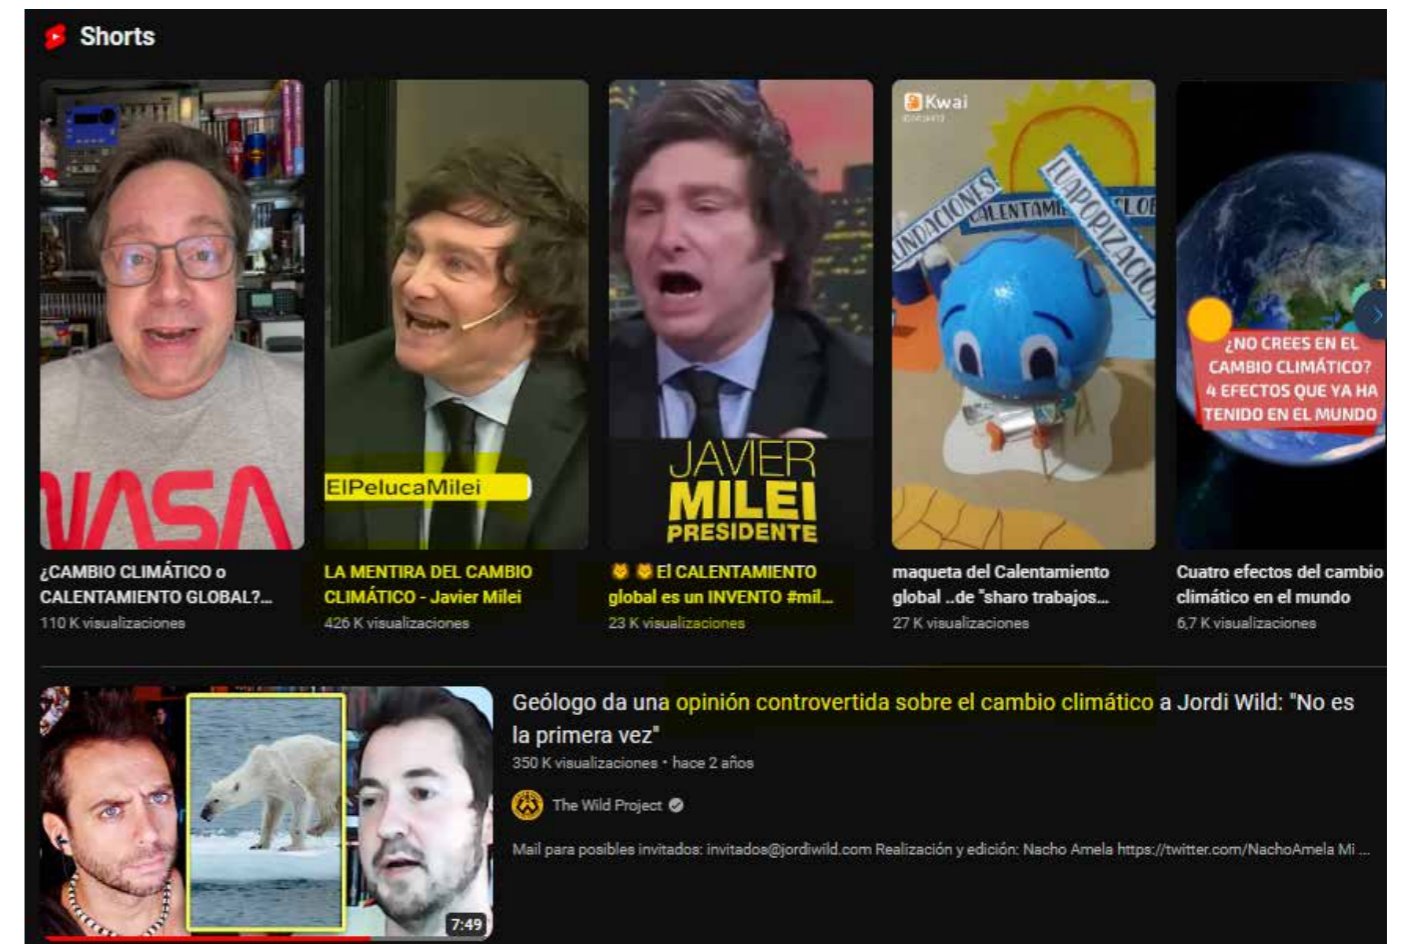 Shorts
NASA
¿CAMBIO CLIMÁTICO o
CALENTAMIENTO GLOBAL?...
110 K visualizaciones
ElPelucaMilei
LA MENTIRA DEL CAMBIO
CLIMÁTICO - Javier Milei
426 K visualizaciones
JAVIER
MILEI
PRESIDENTE
El CALENTAMIENTO
global es un INVENTO #mil...
23 K visualizaciones
Kwai
INDACIONES
CALENTAMI
GLOB
EVAPORIZACION
maqueta del Calentamiento
global ..de "sharo trabajos...
27 K visualizaciones
¿NO CREES EN EL
CAMBIO CLIMÁTICO?
4 EFECTOS QUE YA HA
TENIDO EN EL MUNDO
Cuatro efectos del cambio
climático en el mundo
6,7 K visualizaciones
Geólogo da una opinión controvertida sobre el cambio climático a Jordi Wild: "No es
la primera vez"
350 K visualizaciones • hace 2 años
The Wild Project
Mail para posibles invitados: invitados@jordiwild.com Realización y edición: Nacho Amela https://twitter.com/NachoAmela Mi ...
7:49